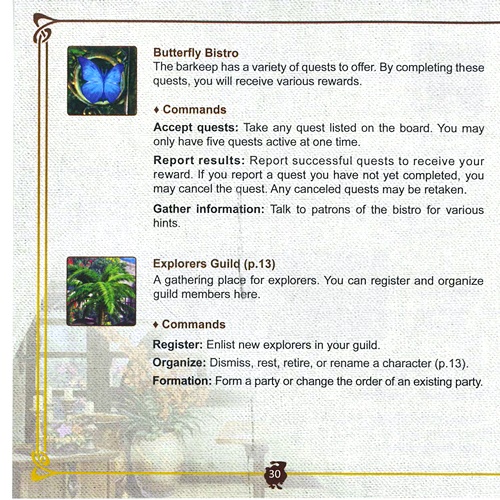 Butterfly Bistro
The barkeep has a variety of quests to offer. By completing these
quests, you will receive various rewards.
♦ Commands
Accept quests: Take any quest listed on the board. You may
only have five quests active at one time.
Report results: Report successful quests to receive your
reward. If you report a quest you have not yet completed, you
may cancel the quest. Any canceled quests may be retaken.
Gather information: Talk to patrons of the bistro for various
hints.
Explorers Guild (p.13)
A gathering place for explorers. You can register and organize
guild members here.
♦ Commands
Register: Enlist new explorers in your guild.
Organize: Dismiss, rest, retire, or rename a character (p.13).
Formation: Form a party or change the order of an existing party.
30